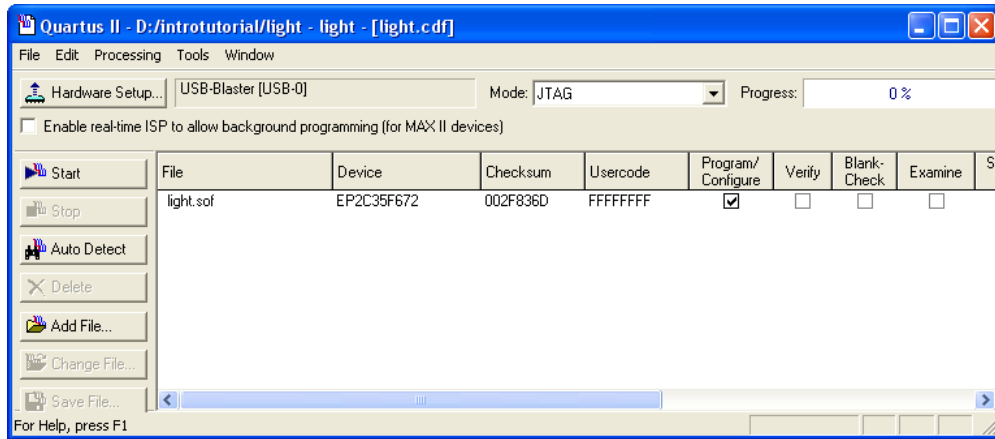 Quartus II - D:/introtutorial/light - light - [light.cdf]
File Edit Processing Tools Window
Hardware Setup... USB-Blaster [USB-0] Mode: JTAG Progress: 0 %
Enable real-time ISP to allow background programming (for MAX II devices)
Start
Stop
Auto Detect
Delete
Add File...
Change File...
Save File...
File Device Checksum Usercode Program/ Configure Verify Blank- Check Examine S
light.sof EP2C35F672 002F836D FFFFFFFF
For Help, press F1